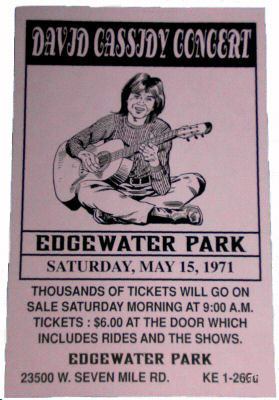 DAVID CASSIDY CONCERT
EDGEWATER PARK
SATURDAY, MAY 15, 1971
THOUSANDS OF TICKETS WILL GO ON
SALE SATURDAY MORNING AT 9:00 A.M.
TICKETS : $6.00 AT THE DOOR WHICH
INCLUDES RIDES AND THE SHOWS.
EDGEWATER PARK
23500 W. SEVEN MILE RD. KE 1-2660